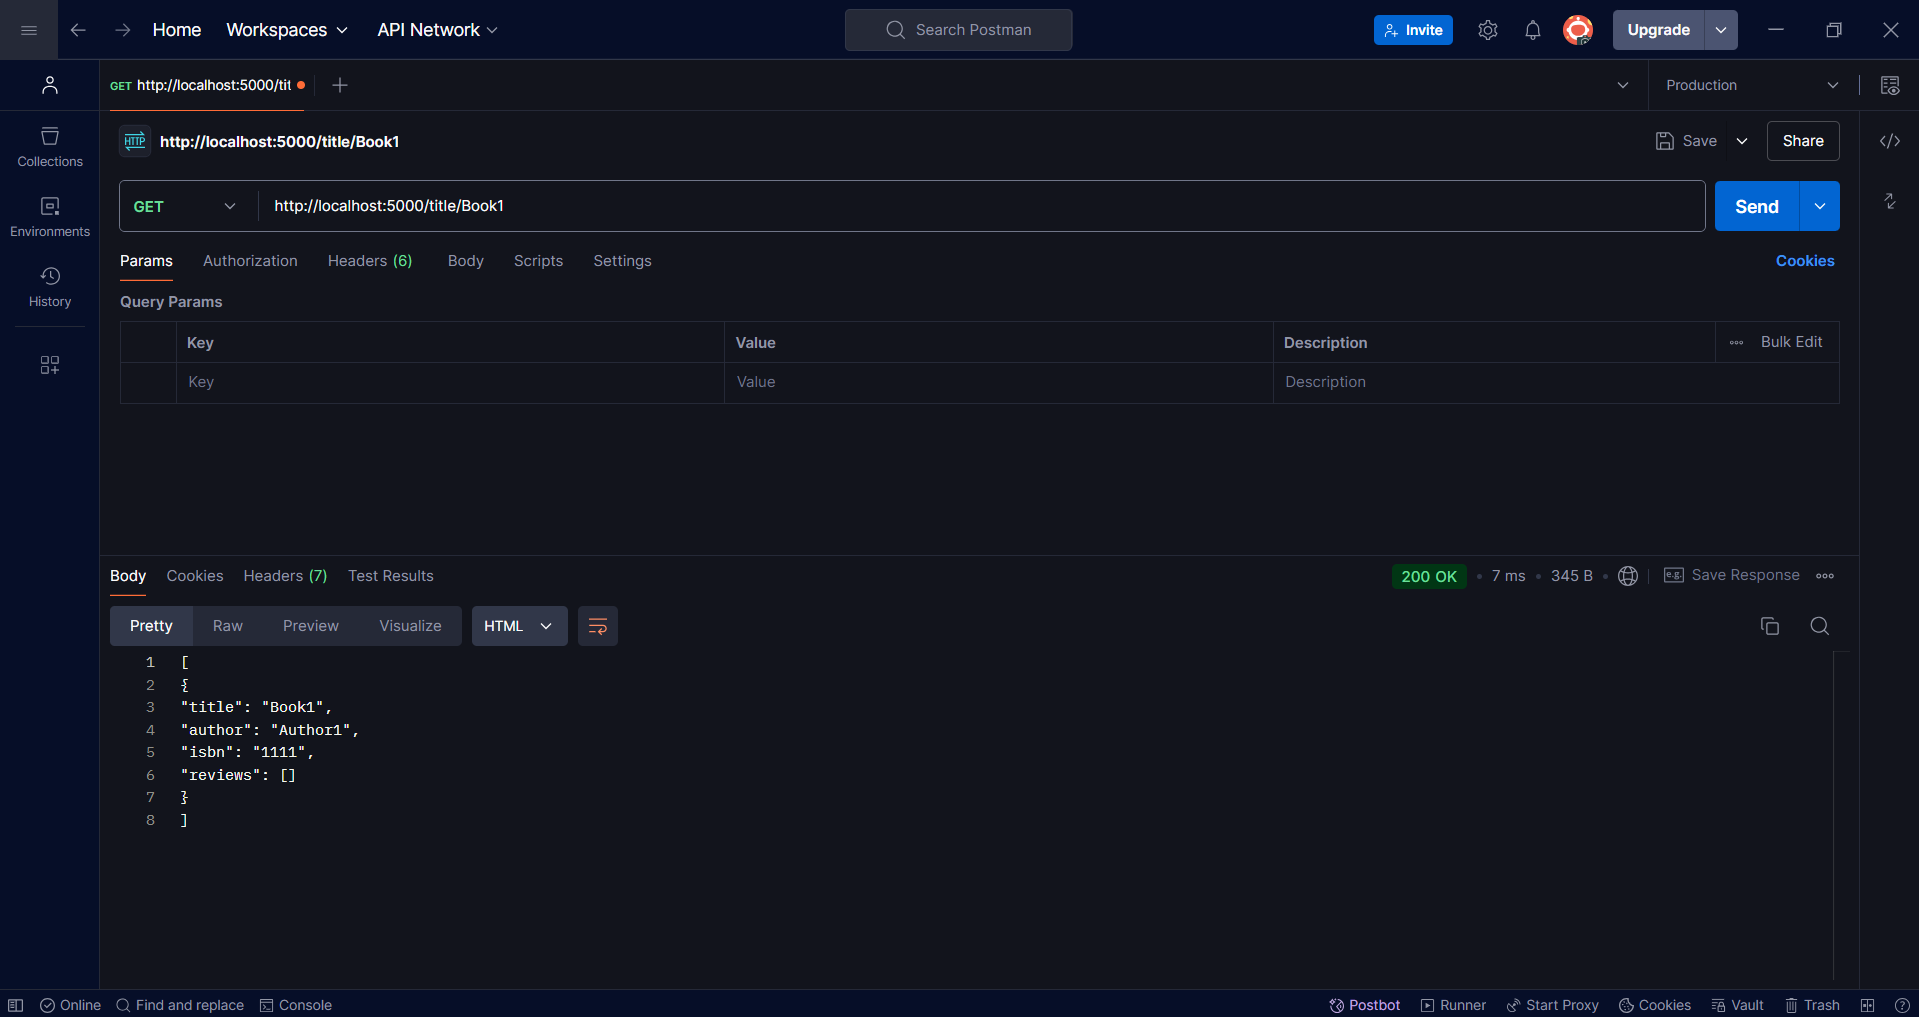 Home Workspaces API Network Search Postman Invite Upgrade
GET http://localhost:5000/tit Production
HTTP http://localhost:5000/title/Book1 Save Share
Collections
GET http://localhost:5000/title/Book1 Send
Environments
Params Authorization Headers (6) Body Scripts Settings Cookies
History
Query Params
Key Value Description Bulk Edit
Key Value Description
Body Cookies Headers (7) Test Results 200 OK 7 ms 345 B e.g. Save Response
Pretty Raw Preview Visualize HTML
1 [
2 {
3 "title": "Book1",
4 "author": "Author1",
5 "isbn": "1111",
6 "reviews": []
7 }
8 ]
Online Find and replace Console Postbot Runner Start Proxy Cookies Vault Trash